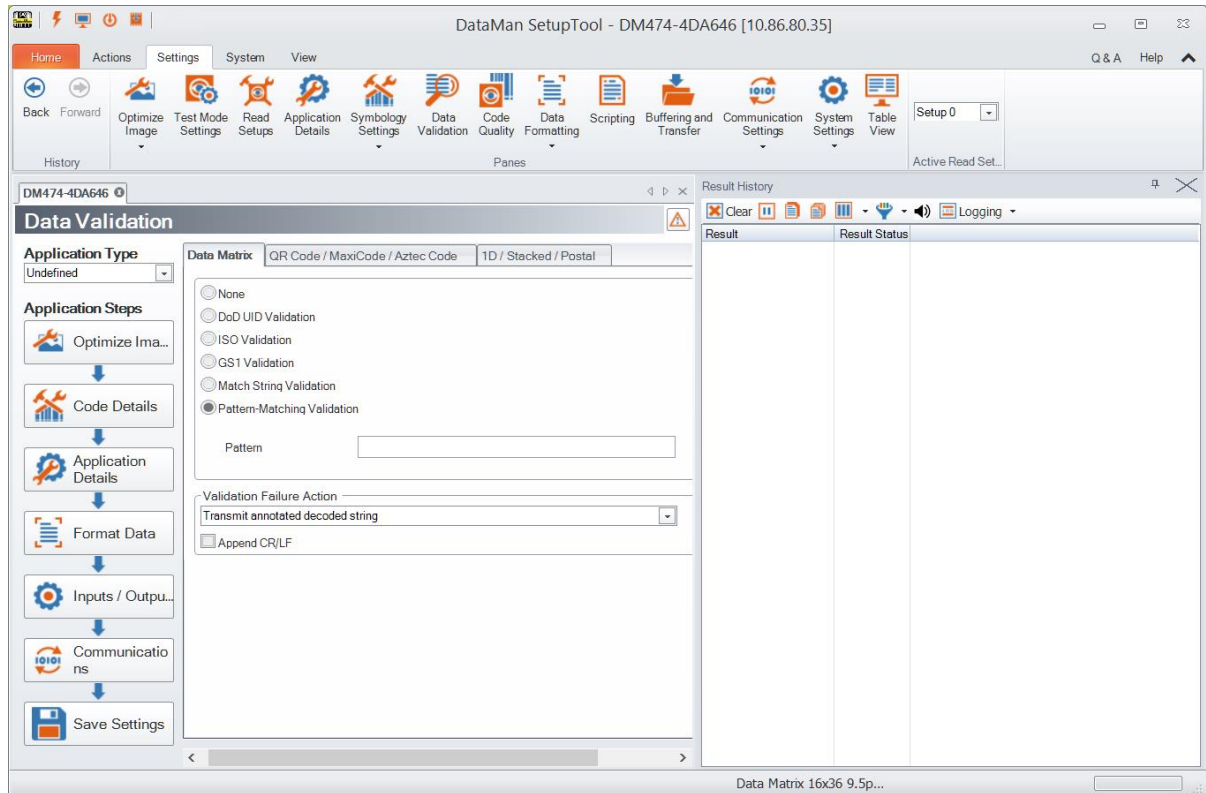 DataMan SetupTool - DM474-4DA646 [10.86.80.35]
Home Actions Settings System View Q & A Help
Back Forward
Optimize Image
Test Mode Settings
Read Setups
Application Details
Symbology Settings
Data Validation
Code Quality
Data Formatting
Scripting
Buffering and Transfer
Communication Settings
System Settings
Table View
Setup 0
History Panes Active Read Set...
DM474-4DA646
Data Validation
Application Type
Undefined
Application Steps
Optimize Ima...
Code Details
Application
Details
Format Data
Inputs / Outpu...
Communicatio
ns
Save Settings
Data Matrix QR Code / MaxiCode / Aztec Code 1D / Stacked / Postal
None
DoD UID Validation
ISO Validation
GS1 Validation
Match String Validation
Pattern-Matching Validation
Pattern
Validation Failure Action
Transmit annotated decoded string
Append CR/LF
Result History
Clear Logging
Result Result Status
Data Matrix 16x36 9.5p...